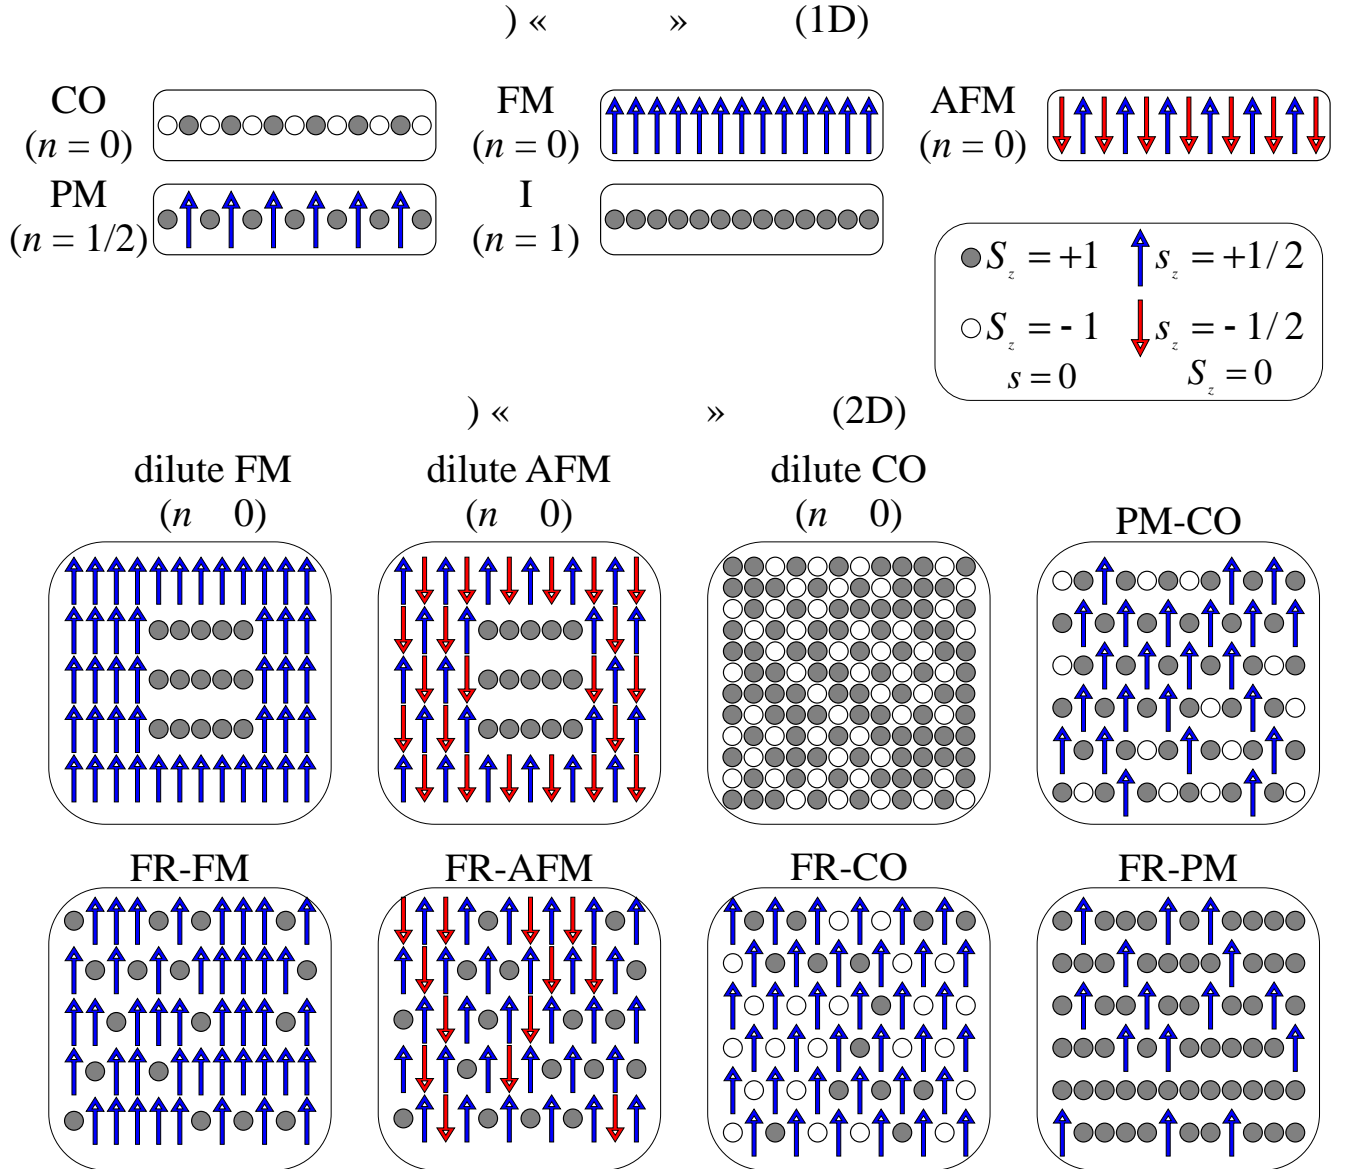 ) « » (1D)
CO FM AFM
(n = 0) (n = 0) (n = 0)
PM I
(n = 1/2) (n = 1)
S_z = +1 s_z = +1/2
S_z = - 1 s_z = - 1/2
s = 0 S_z = 0
) « » (2D)
dilute FM dilute AFM dilute CO
(n 0) (n 0) (n 0) PM-CO
FR-FM FR-AFM FR-CO FR-PM